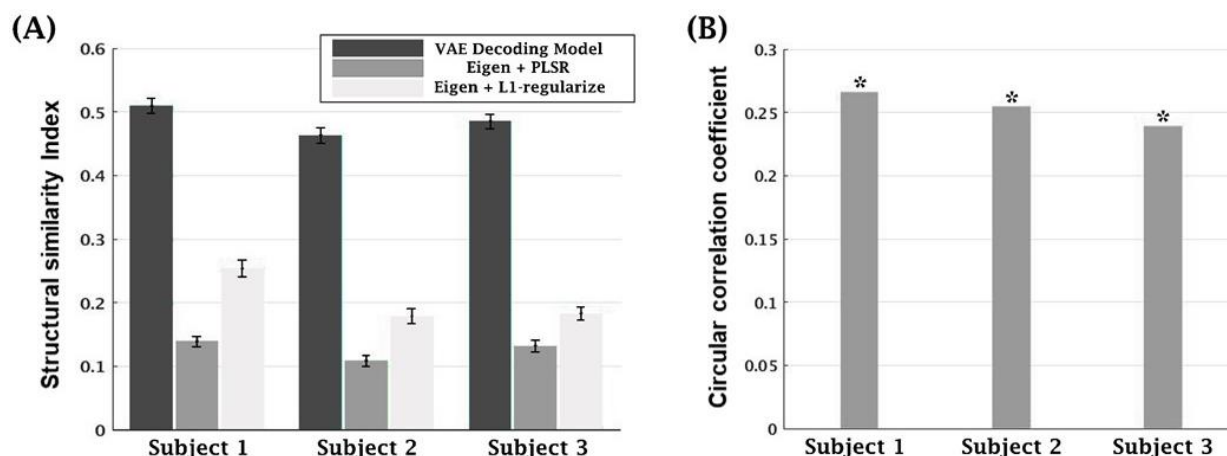 (A)
Structural similarity Index
0.6
0.5
0.4
0.3
0.2
0.1
0
VAE Decoding Model
Eigen + PLSR
Eigen + L1-regularize
Subject 1
Subject 2
Subject 3
(B)
Circular correlation coefficient
0.3
0.25
0.2
0.15
0.1
0.05
0
*
*
*
Subject 1
Subject 2
Subject 3